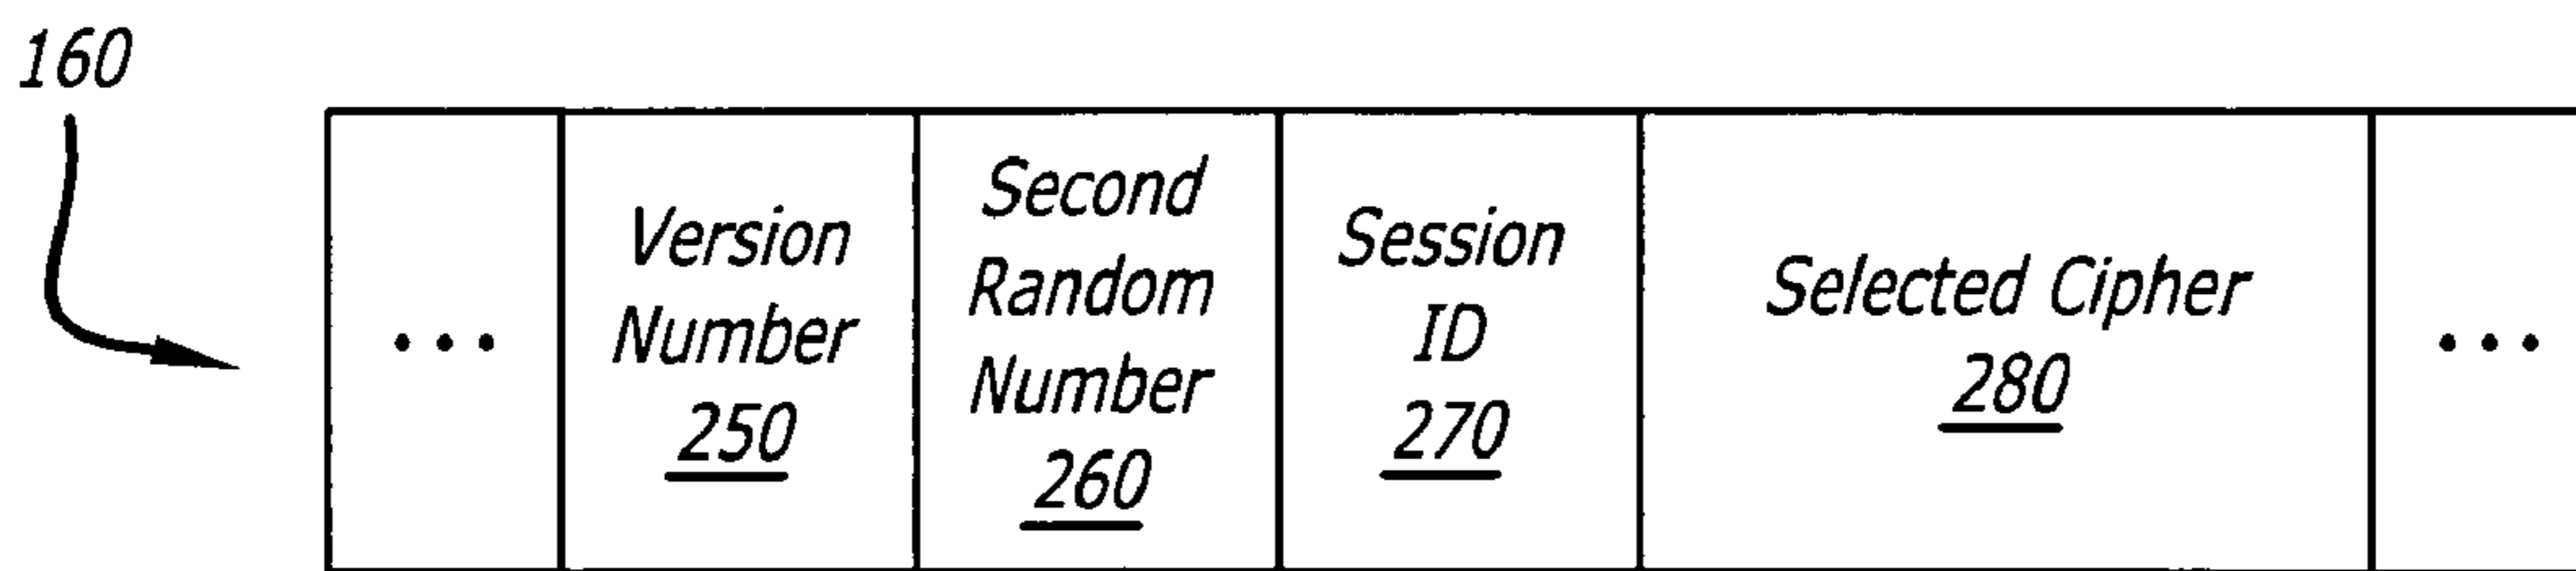 160
...
Version
Number
250
Second
Random
Number
260
Session
ID
270
Selected Cipher
280
...